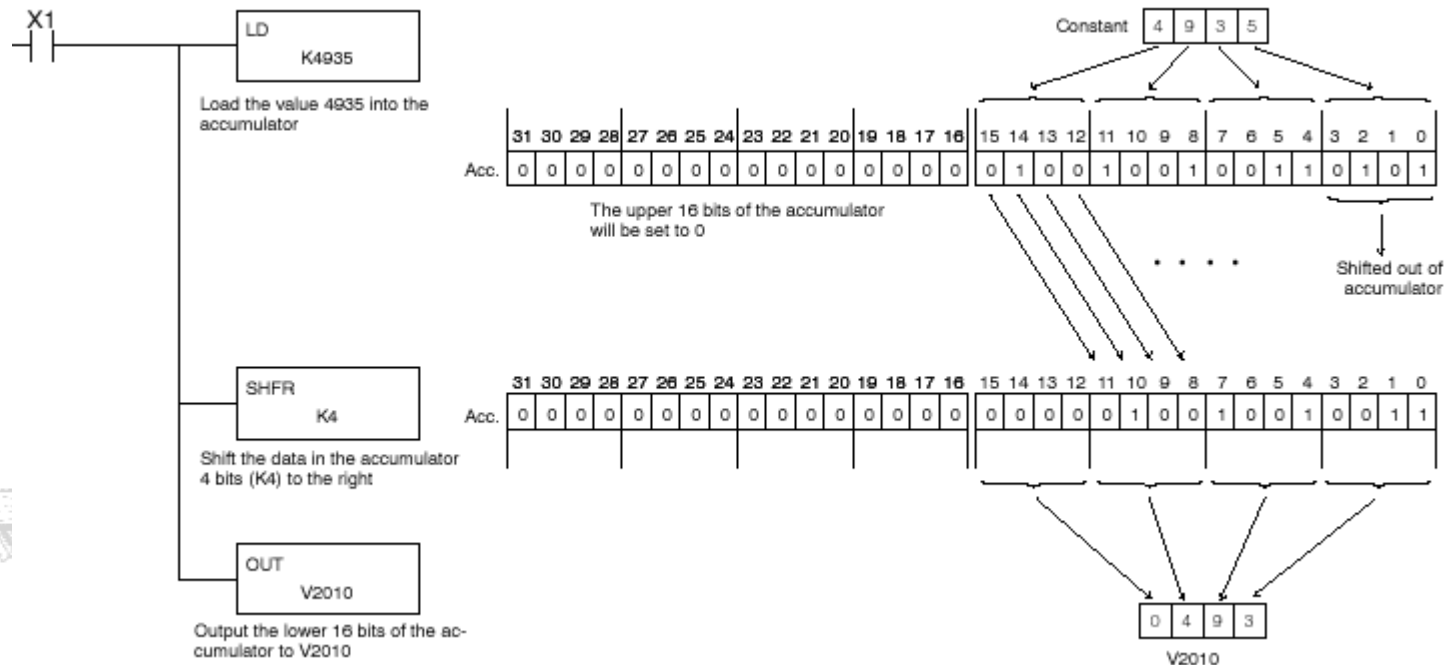 X1
LD
K4935
Load the value 4935 into the
accumulator
Constant 4 9 3 5
31 30 29 28 27 26 25 24 23 22 21 20 19 18 17 16 15 14 13 12 11 10 9 8 7 6 5 4 3 2 1 0
Acc. 0 0 0 0 0 0 0 0 0 0 0 0 0 0 0 0 0 1 0 0 1 0 0 1 0 0 1 1 0 1 0 1
The upper 16 bits of the accumulator
will be set to 0
. . . .
Shifted out of
accumulator
SHFR
K4
Shift the data in the accumulator
4 bits (K4) to the right
31 30 29 28 27 26 25 24 23 22 21 20 19 18 17 16 15 14 13 12 11 10 9 8 7 6 5 4 3 2 1 0
Acc. 0 0 0 0 0 0 0 0 0 0 0 0 0 0 0 0 0 0 0 0 0 1 0 0 1 0 0 1 0 0 1 1
OUT
V2010
Output the lower 16 bits of the ac-
cumulator to V2010
0 4 9 3
V2010